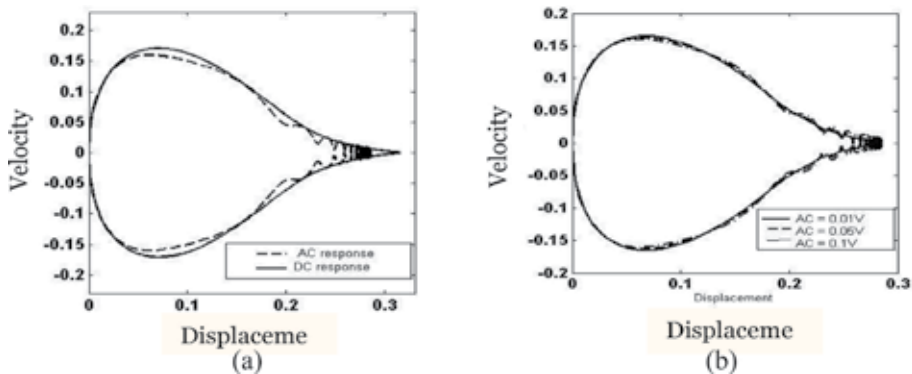 0.2
0.15
0.1
0.05
0
-0.05
-0.1
-0.15
-0.2
Velocity
AC response
DC response
0 0.1 0.2 0.3
Displaceme
(a)
0.2
0.15
0.1
0.05
0
-0.05
-0.1
-0.15
-0.2
Velocity
AC = 0.01V
AC = 0.05V
AC = 0.1V
0 0.1 0.2 0.3
Displacement
Displaceme
(b)